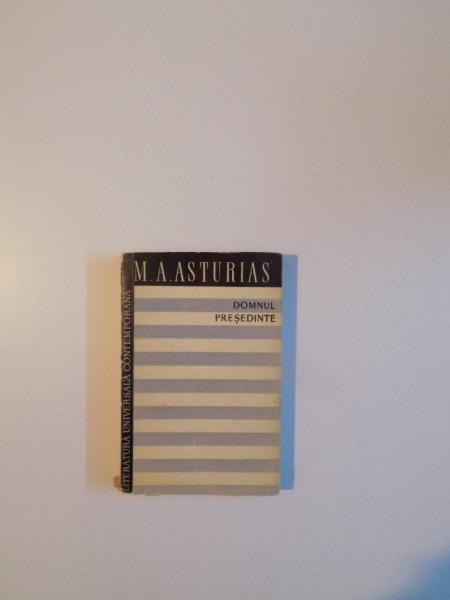 M.A.ASTURIAS
DOMNUL
PREȘEDINTE
LITERATURA UNIVERSALĂ CONTEMPORANĂ